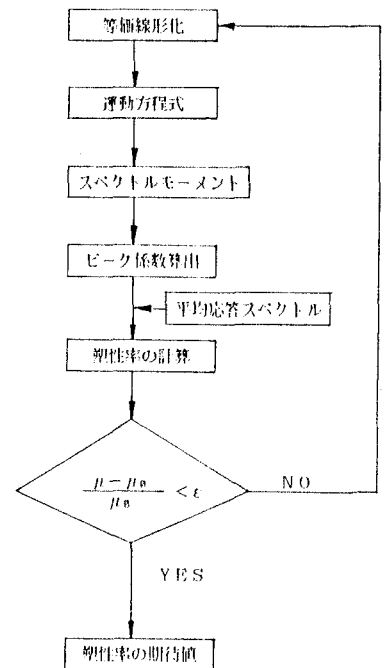 等価線形化
運動方程式
スペクトルモーメント
ピーク係数算出
平均応答スペクトル
塑性率の計算
μ－μ₀
μ₀
＜ε
NO
YES
塑性率の期待値